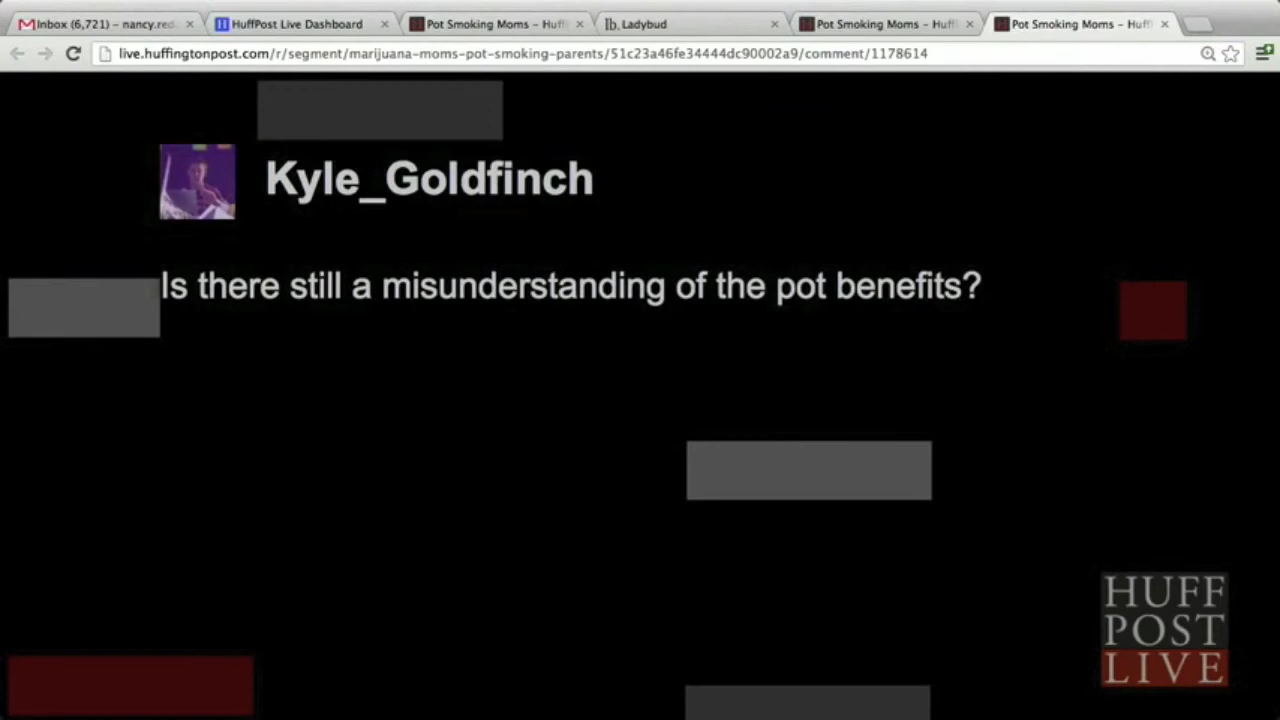 Inbox (6,721) – nancy.red
HuffPost Live Dashboard
Pot Smoking Moms – Huff
lb. Ladybud
Pot Smoking Moms – Huff
Pot Smoking Moms – Huff
live.huffingtonpost.com/r/segment/marijuana-moms-pot-smoking-parents/51c23a46fe34444dc90002a9/comment/1178614
Kyle_Goldfinch
Is there still a misunderstanding of the pot benefits?
HUFF
POST
LIVE